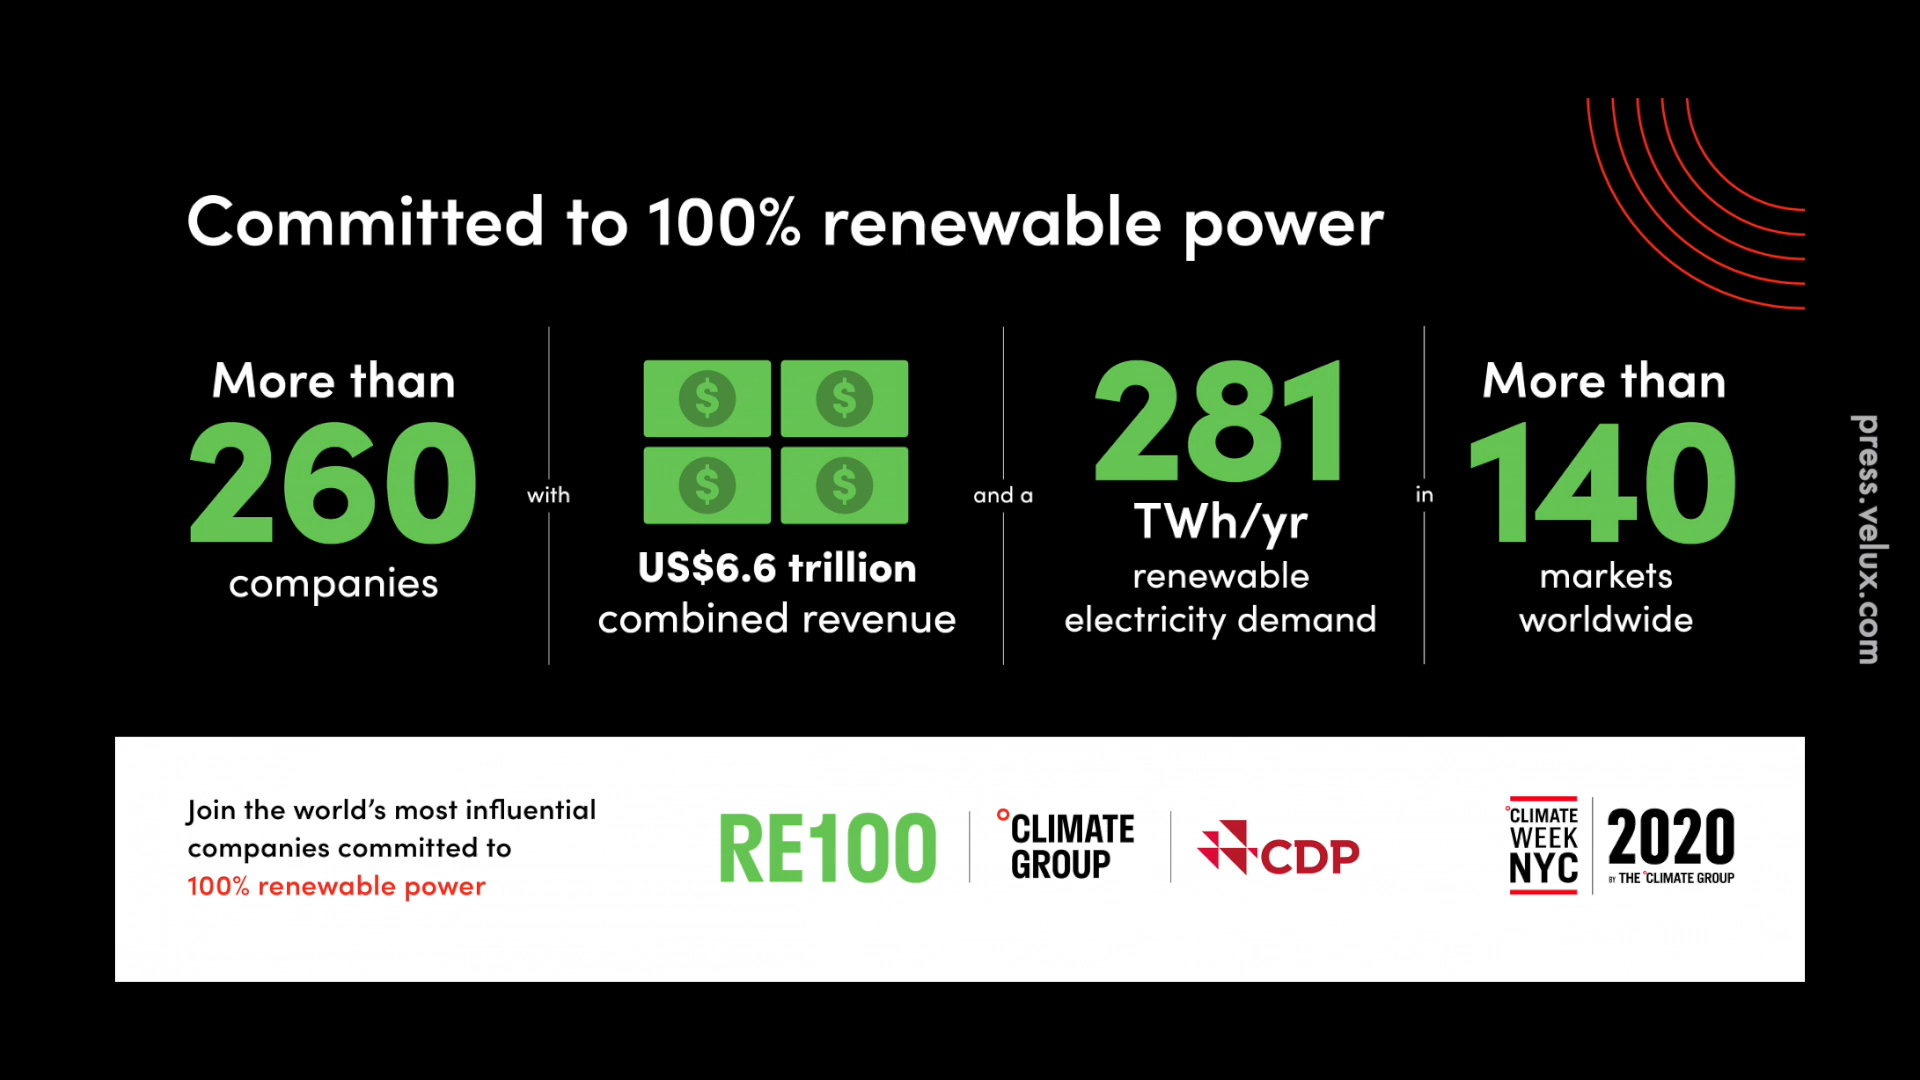 Committed to 100% renewable power
More than
260
companies
with
$ $
$ $
US$6.6 trillion
combined revenue
and a
281
TWh/yr
renewable
electricity demand
in
More than
140
markets
worldwide
press.velux.com
Join the world's most influential
companies committed to
100% renewable power
RE100
°CLIMATE
GROUP
CDP
°CLIMATE
WEEK
NYC
2020
BY THE °CLIMATE GROUP